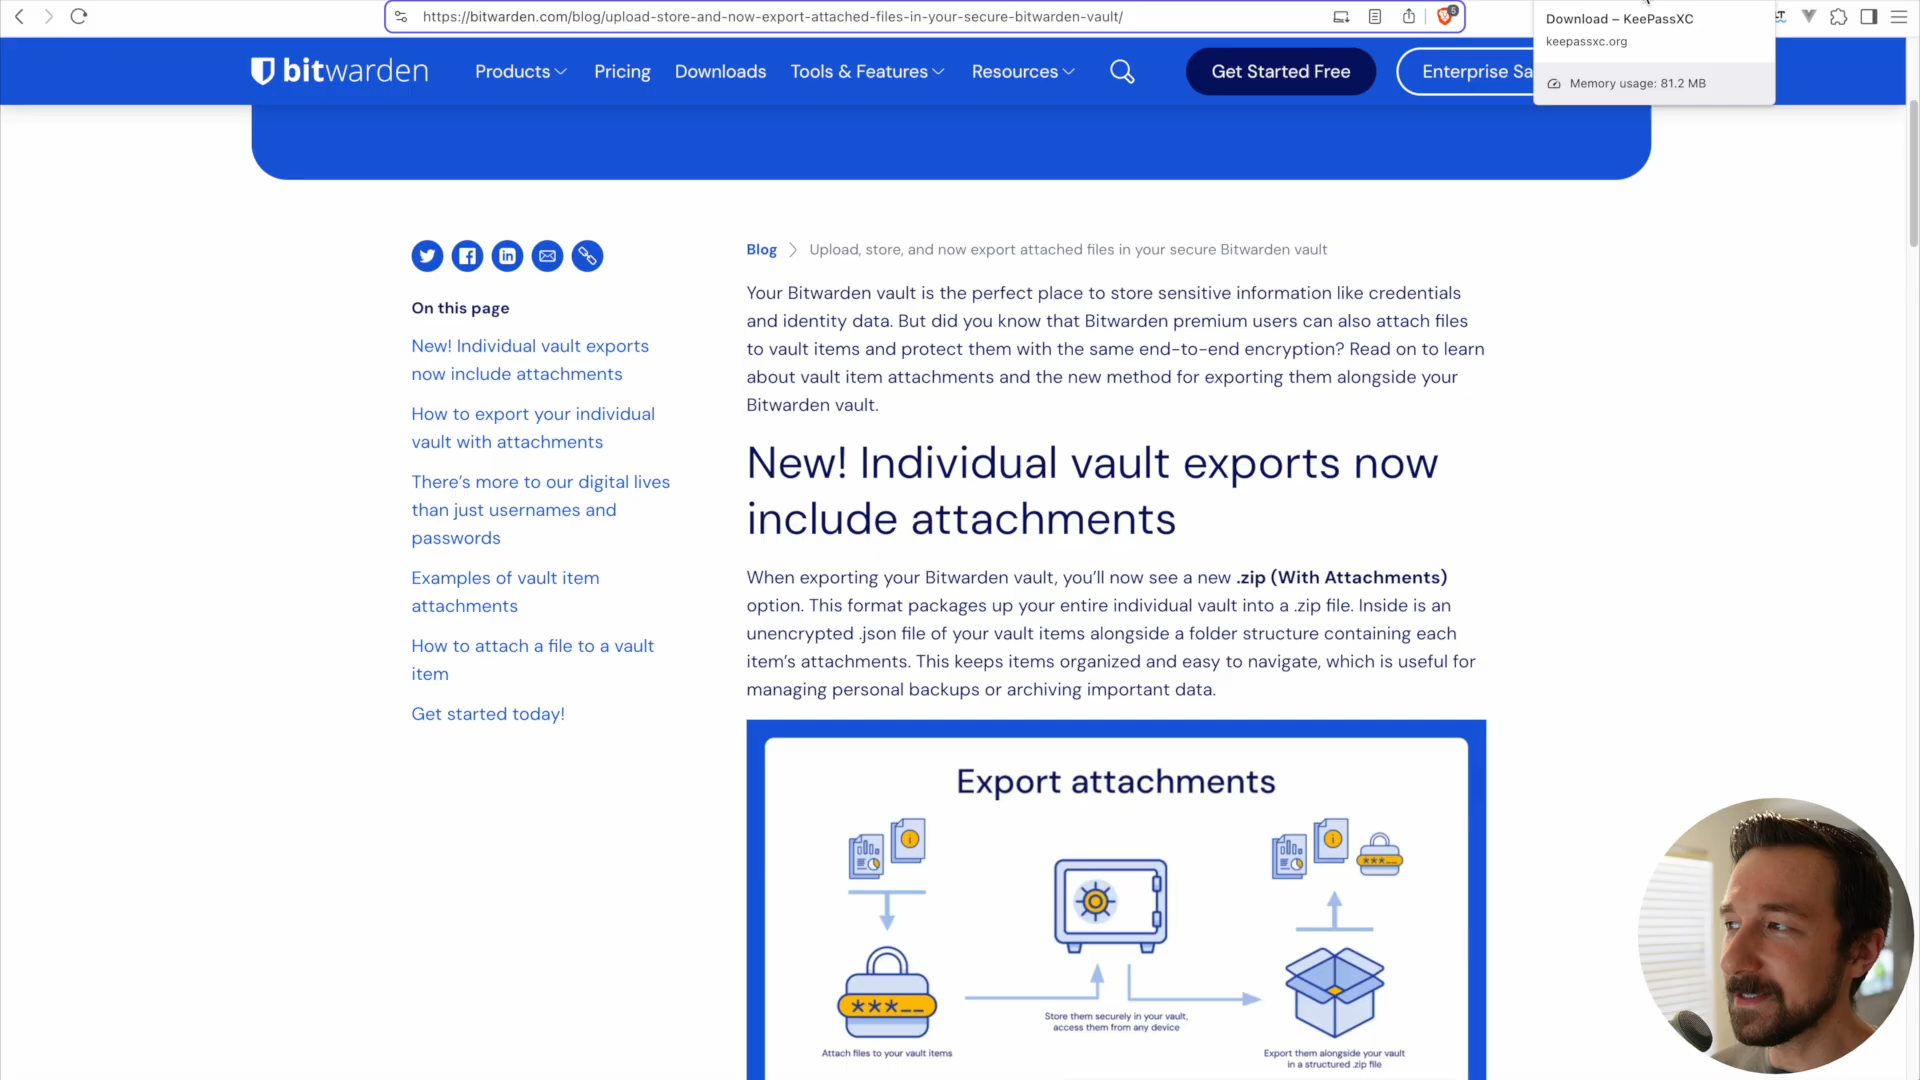 https://bitwarden.com/blog/upload-store-and-now-export-attached-files-in-your-secure-bitwarden-vault/
5
Download – KeePassXC
keepassxc.org
Memory usage: 81.2 MB
bitwarden
Products
Pricing
Downloads
Tools & Features
Resources
Get Started Free
Enterprise Sa
Blog
Upload, store, and now export attached files in your secure Bitwarden vault
On this page
New! Individual vault exports
now include attachments
How to export your individual
vault with attachments
There’s more to our digital lives
than just usernames and
passwords
Examples of vault item
attachments
How to attach a file to a vault
item
Get started today!
Your Bitwarden vault is the perfect place to store sensitive information like credentials
and identity data. But did you know that Bitwarden premium users can also attach files
to vault items and protect them with the same end-to-end encryption? Read on to learn
about vault item attachments and the new method for exporting them alongside your
Bitwarden vault.
New! Individual vault exports now
include attachments
When exporting your Bitwarden vault, you’ll now see a new .zip (With Attachments)
option. This format packages up your entire individual vault into a .zip file. Inside is an
unencrypted .json file of your vault items alongside a folder structure containing each
item’s attachments. This keeps items organized and easy to navigate, which is useful for
managing personal backups or archiving important data.
Export attachments
***__
***__
Attach files to your vault items
Store them securely in your vault,
access them from any device
Export them alongside your vault
in a structured .zip file